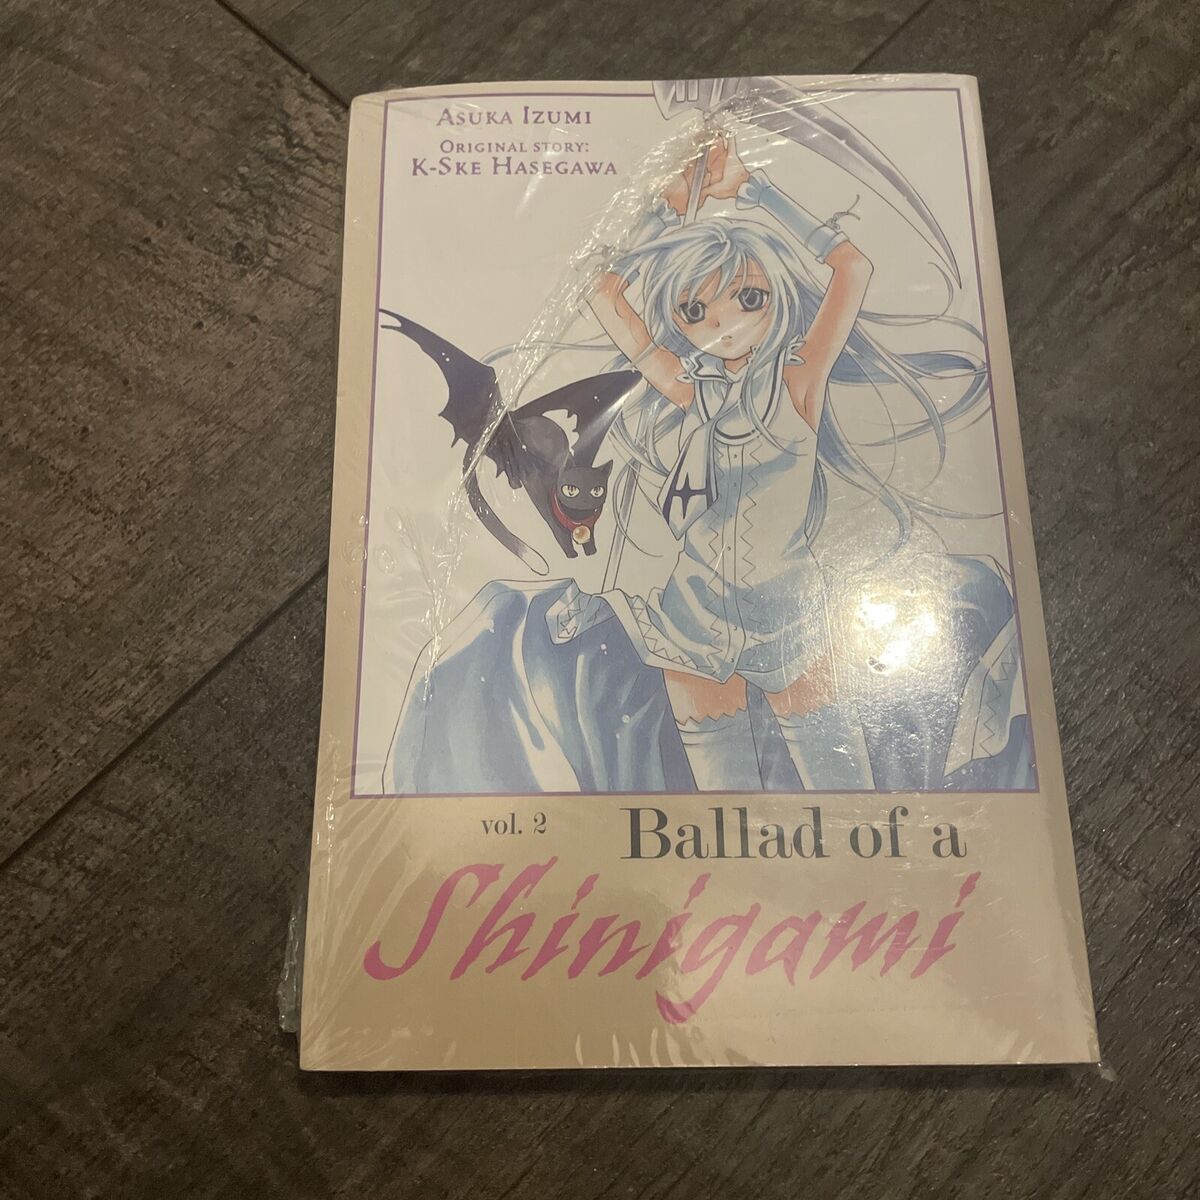 ASUKA IZUMI
ORIGINAL STORY:
K-SKE HASEGAWA
vol. 2
Ballad of a
Shinigami